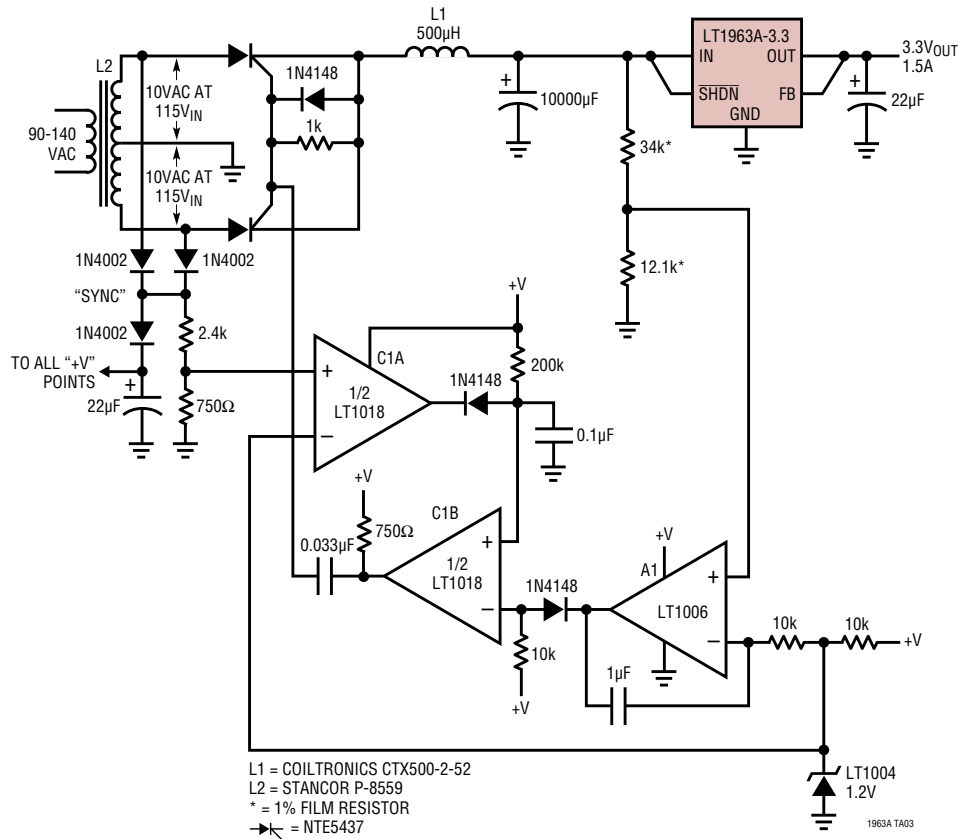 L1
500µH
LT1963A-3.3
IN
OUT
SHDN
FB
GND
3.3VOUT
1.5A
L2
10VAC AT
115VIN
1N4148
+
10000µF
+
22µF
90-140
VAC
1k
34k*
10VAC AT
115VIN
1N4002
1N4002
12.1k*
"SYNC"
+V
1N4002
2.4k
C1A
200k
TO ALL "+V"
POINTS
+
1/2
LT1018
1N4148
+
22µF
750Ω
–
0.1µF
+V
C1B
750Ω
0.033µF
+
1/2
LT1018
+V
A1
+
1N4148
LT1006
–
10k
10k
–
10k
+V
1µF
+V
L1 = COILTRONICS CTX500-2-52
L2 = STANCOR P-8559
* = 1% FILM RESISTOR
= NTE5437
LT1004
1.2V
1963A TA03